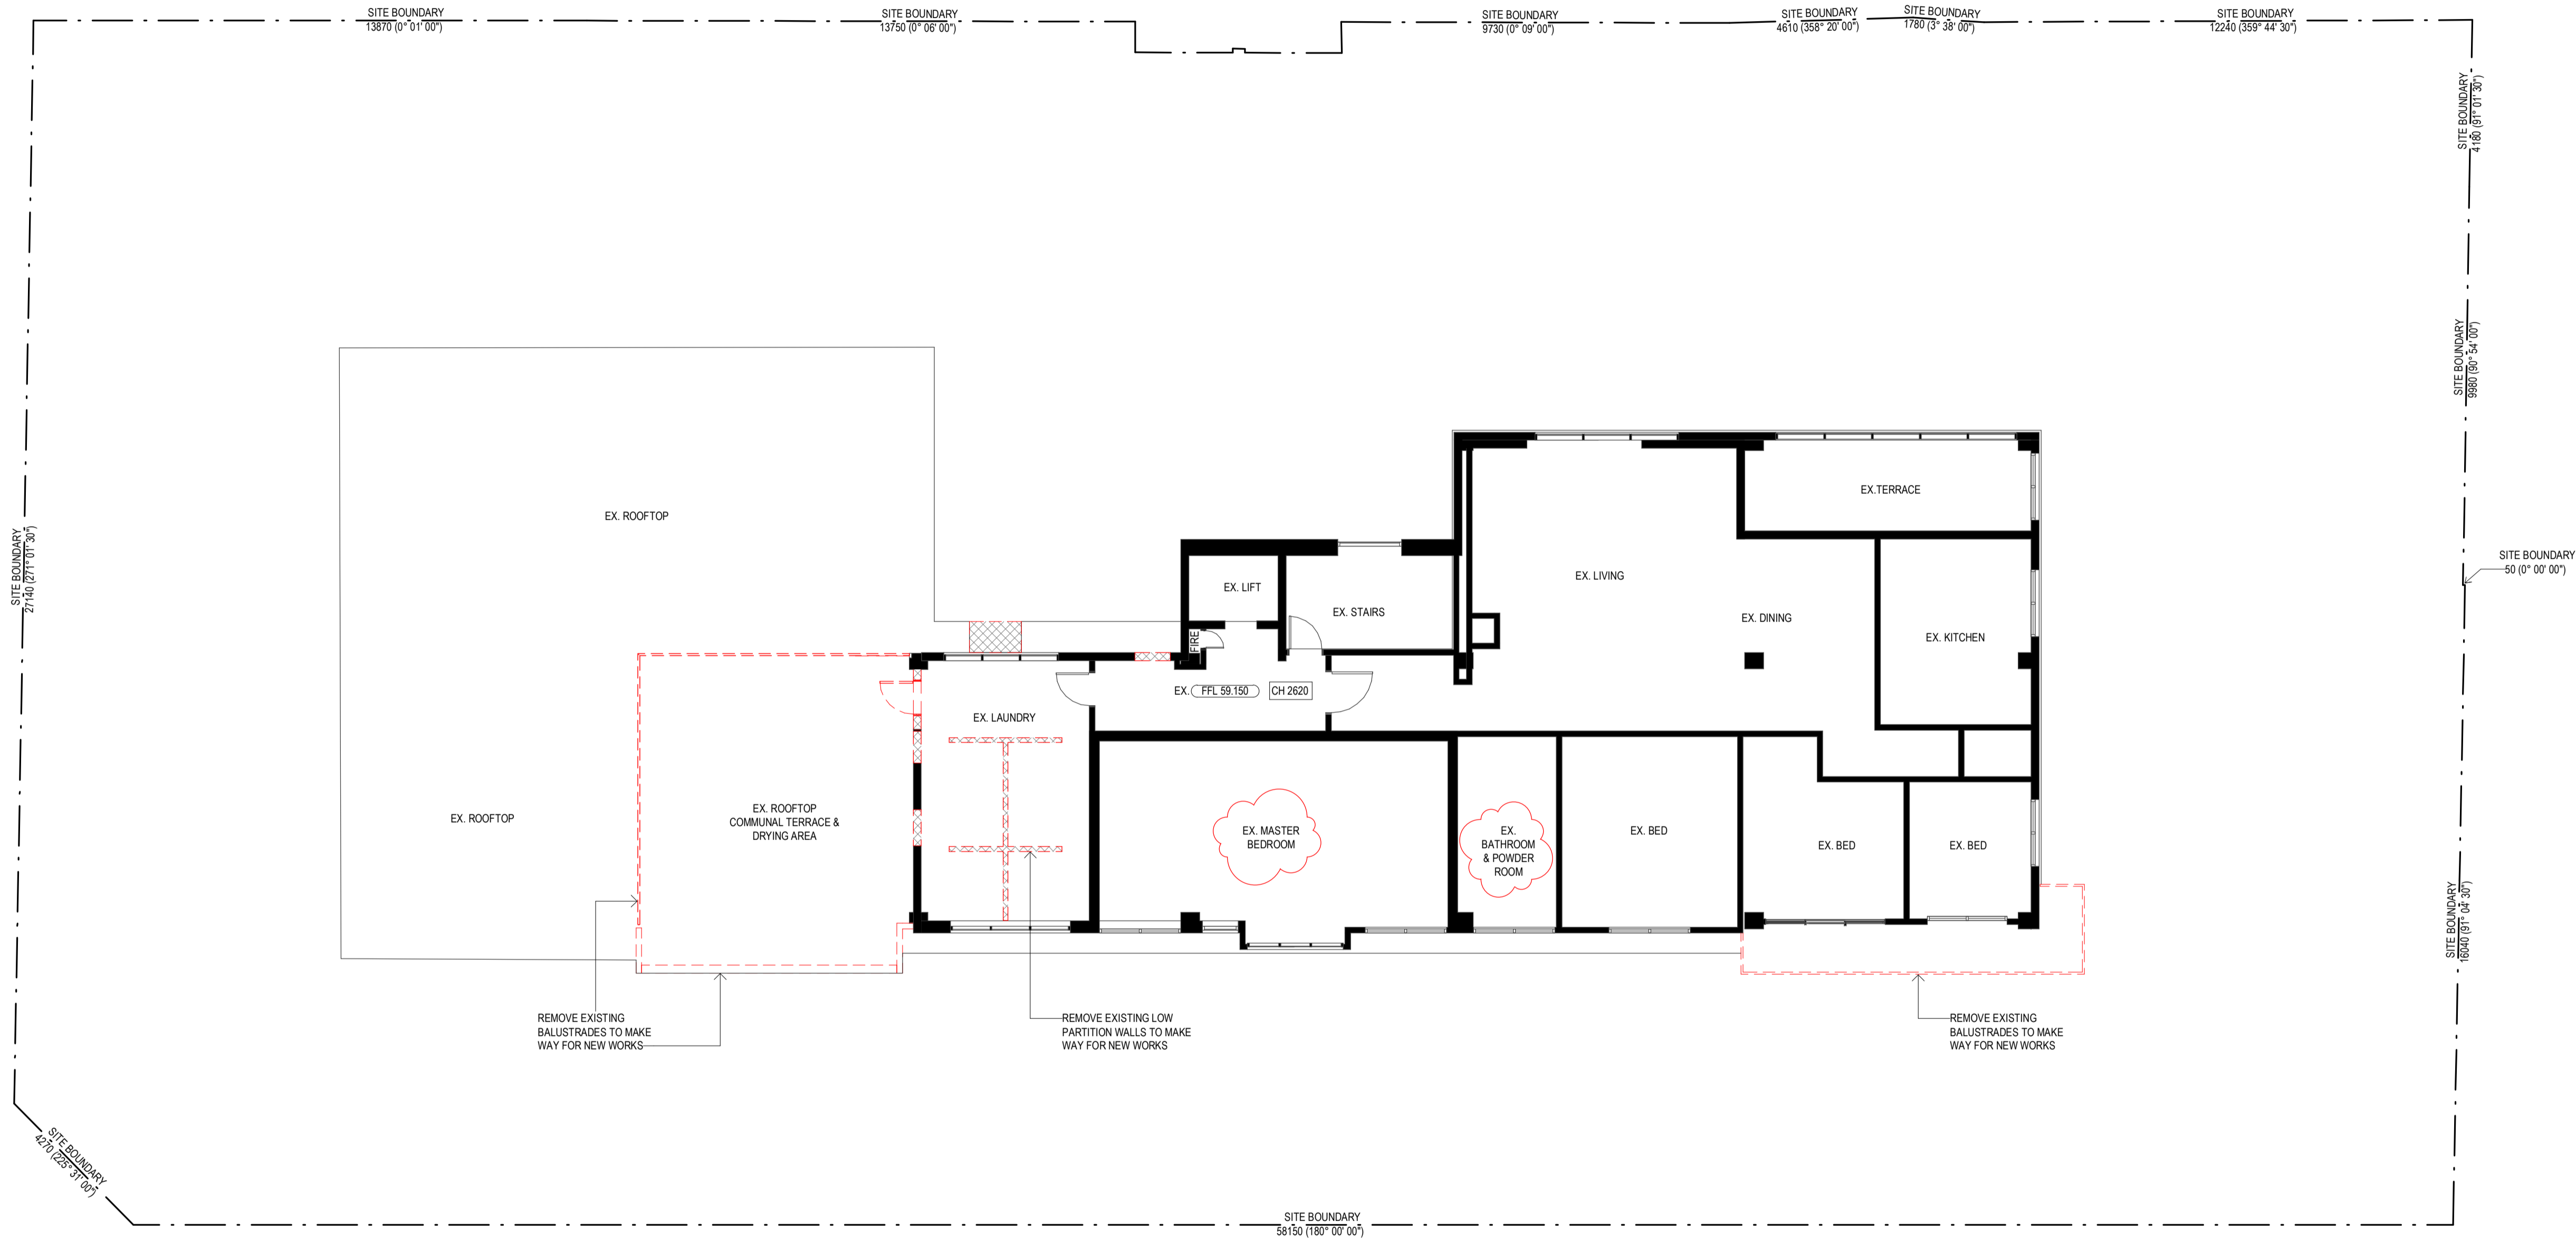 SITE BOUNDARY
13870 (0° 01' 00")
SITE BOUNDARY
13750 (0° 06' 00")
SITE BOUNDARY
9730 (0° 09' 00")
SITE BOUNDARY
4610 (358° 20' 00")
SITE BOUNDARY
1780 (3° 38' 00")
SITE BOUNDARY
12240 (359° 44' 30")
SITE BOUNDARY
4180 (91° 01' 30")
SITE BOUNDARY
9980 (90° 54' 00")
SITE BOUNDARY
50 (0° 00' 00")
SITE BOUNDARY
16040 (91° 04' 30")
SITE BOUNDARY
27140 (271° 01' 30")
SITE BOUNDARY
4270 (225° 31' 00")
SITE BOUNDARY
58150 (180° 00' 00")
EX. ROOFTOP
EX. ROOFTOP
EX. ROOFTOP
COMMUNAL TERRACE &
DRYING AREA
EX. LAUNDRY
EX. LIFT
FIRE
EX. STAIRS
EX.
FFL 59.150
CH 2620
EX. LIVING
EX. DINING
EX.TERRACE
EX. KITCHEN
EX. MASTER
BEDROOM
EX.
BATHROOM
& POWDER
ROOM
EX. BED
EX. BED
EX. BED
REMOVE EXISTING
BALUSTRADES TO MAKE
WAY FOR NEW WORKS
REMOVE EXISTING LOW
PARTITION WALLS TO MAKE
WAY FOR NEW WORKS
REMOVE EXISTING
BALUSTRADES TO MAKE
WAY FOR NEW WORKS